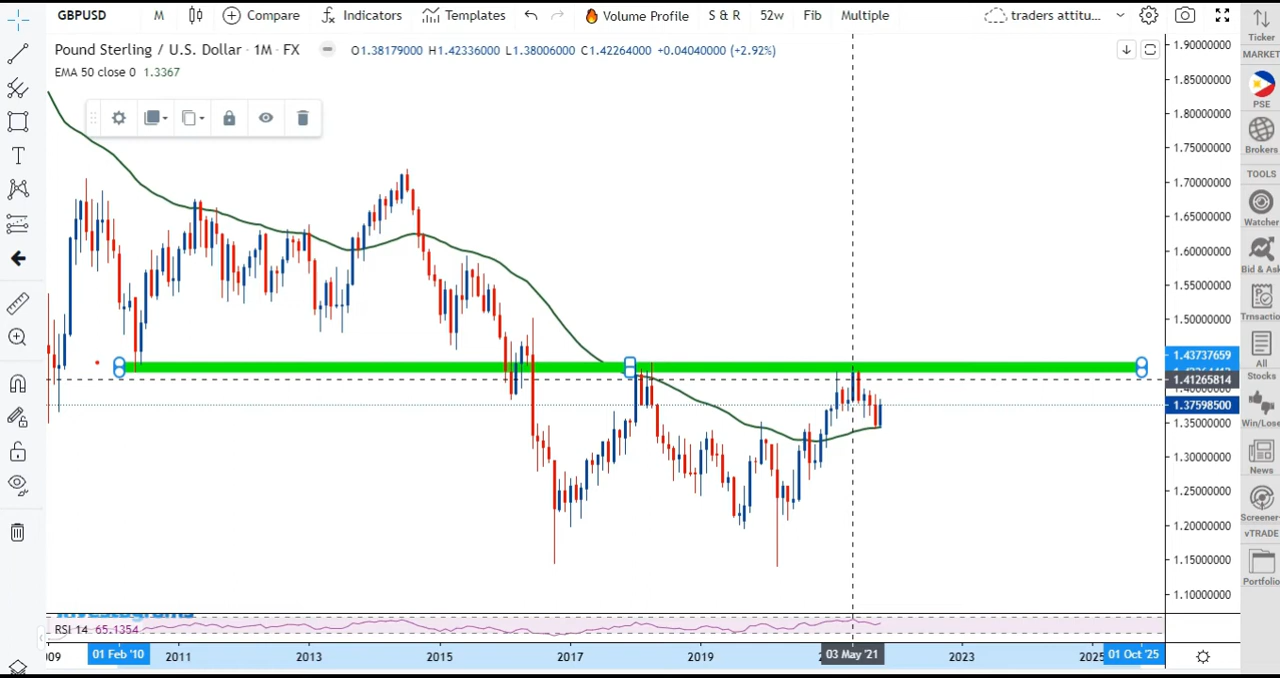 GBPUSD M Compare Indicators Templates Volume Profile S & R 52wk Fib Multiple traders attitu...
Pound Sterling / U.S. Dollar · 1M · FX O1.38179000 H1.42336000 L1.38006000 C1.42264000 +0.04040000 (+2.92%)
EMA 50 close 0 1.3367
1.90000000
1.85000000
1.80000000
1.75000000
1.70000000
1.65000000
1.60000000
1.55000000
1.50000000
1.43737659
1.41265814
1.37598500
1.35000000
1.30000000
1.25000000
1.20000000
1.15000000
1.10000000
RSI 14 65.1354
2011 2013 2015 2017 2019 2023 2025
01 Feb '10 03 May '21 01 Oct '25
Ticker
MARKET
PSE
Brokers
TOOLS
Watcher
Bid & Ask
Trnsactio
All
Stocks
Win/Lose
News
Screener
vTRADE
Portfolio